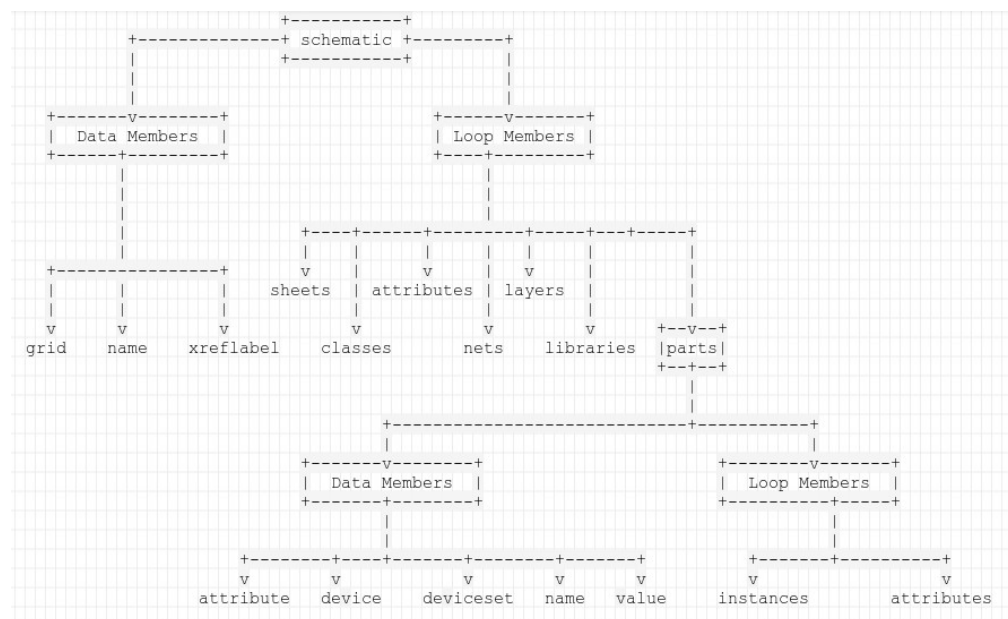 schematic
Data Members Loop Members
sheets attributes layers
grid name xreflabel classes nets libraries parts
Data Members Loop Members
attribute device deviceset name value instances attributes